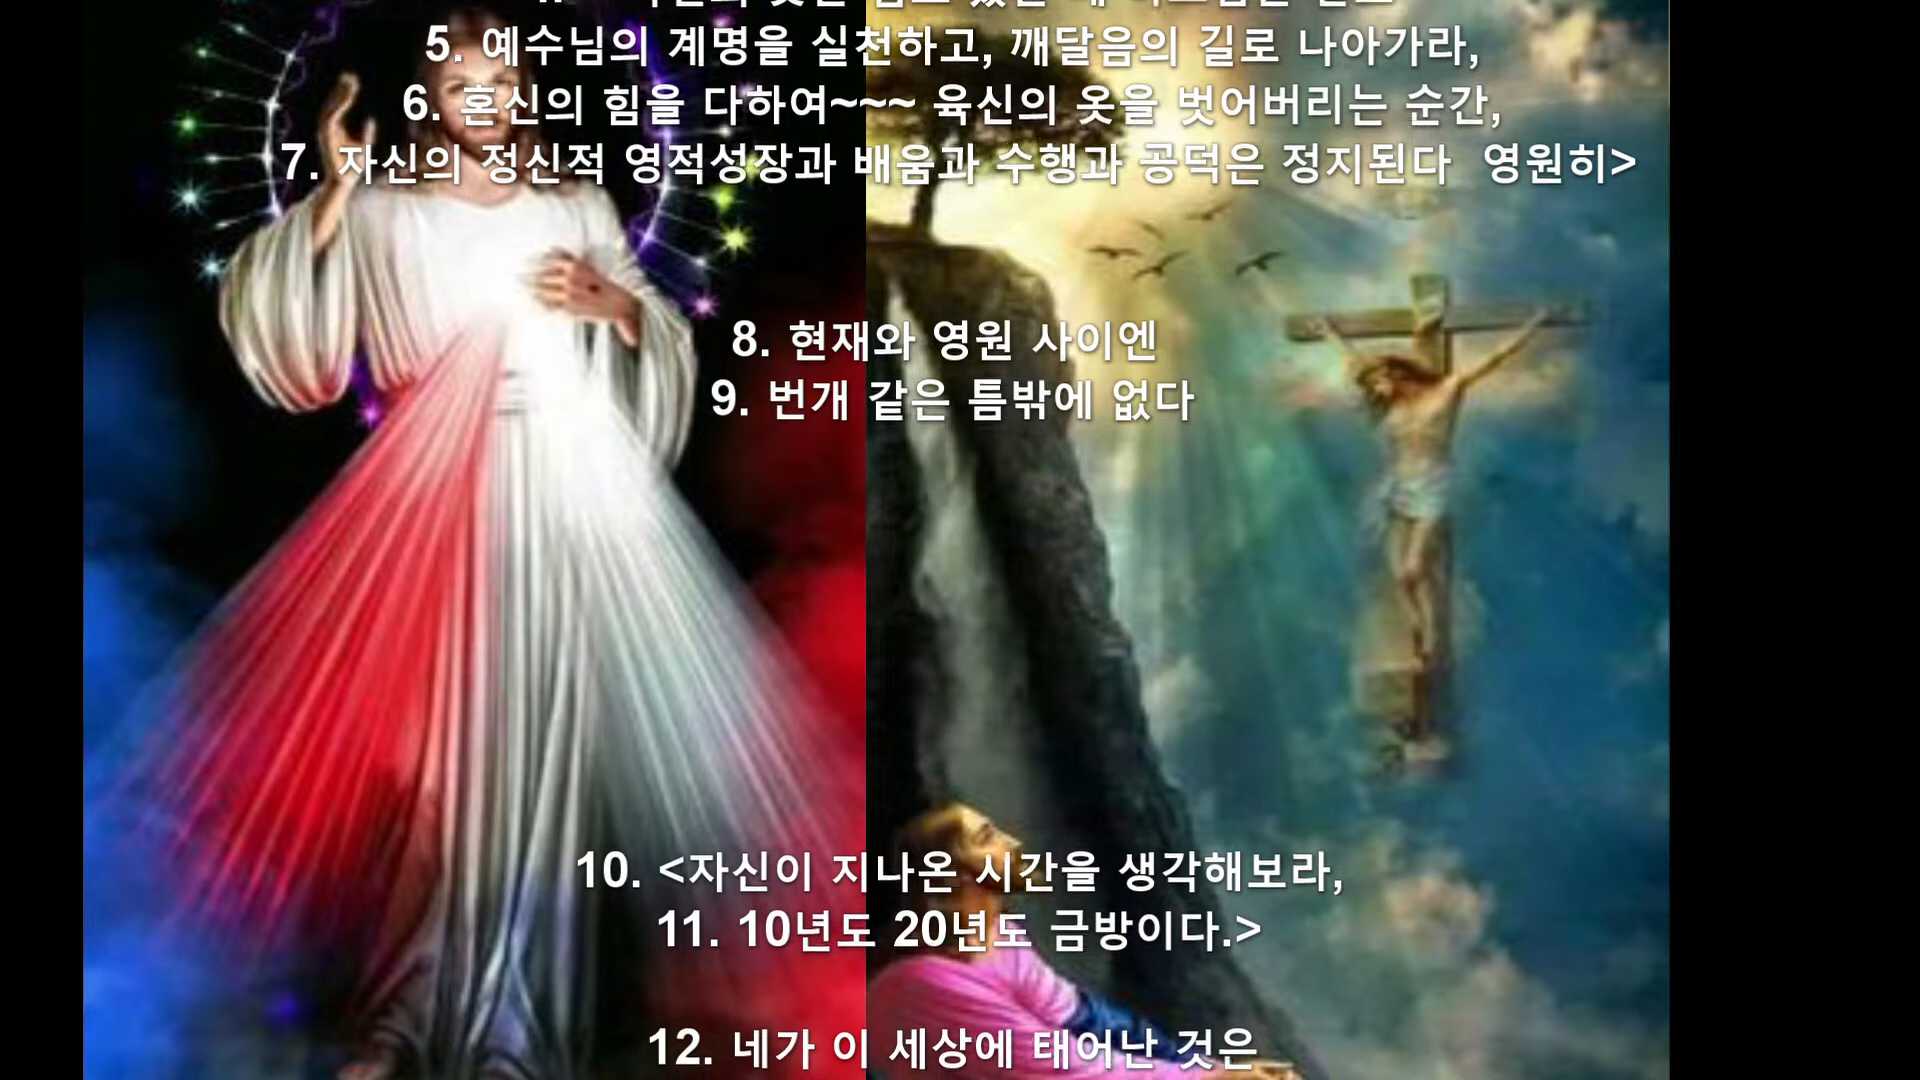 5. 예수님의 계명을 실천하고, 깨달음의 길로 나아가라,
6. 혼신의 힘을 다하여~~~ 육신의 옷을 벗어버리는 순간,
7. 자신의 정신적 영적성장과 배움과 수행과 공덕은 정지된다 영원히>
8. 현재와 영원 사이엔
9. 번개 같은 틈밖에 없다
10. <자신이 지나온 시간을 생각해보라,
11. 10년도 20년도 금방이다.>
12. 네가 이 세상에 태어난 것은